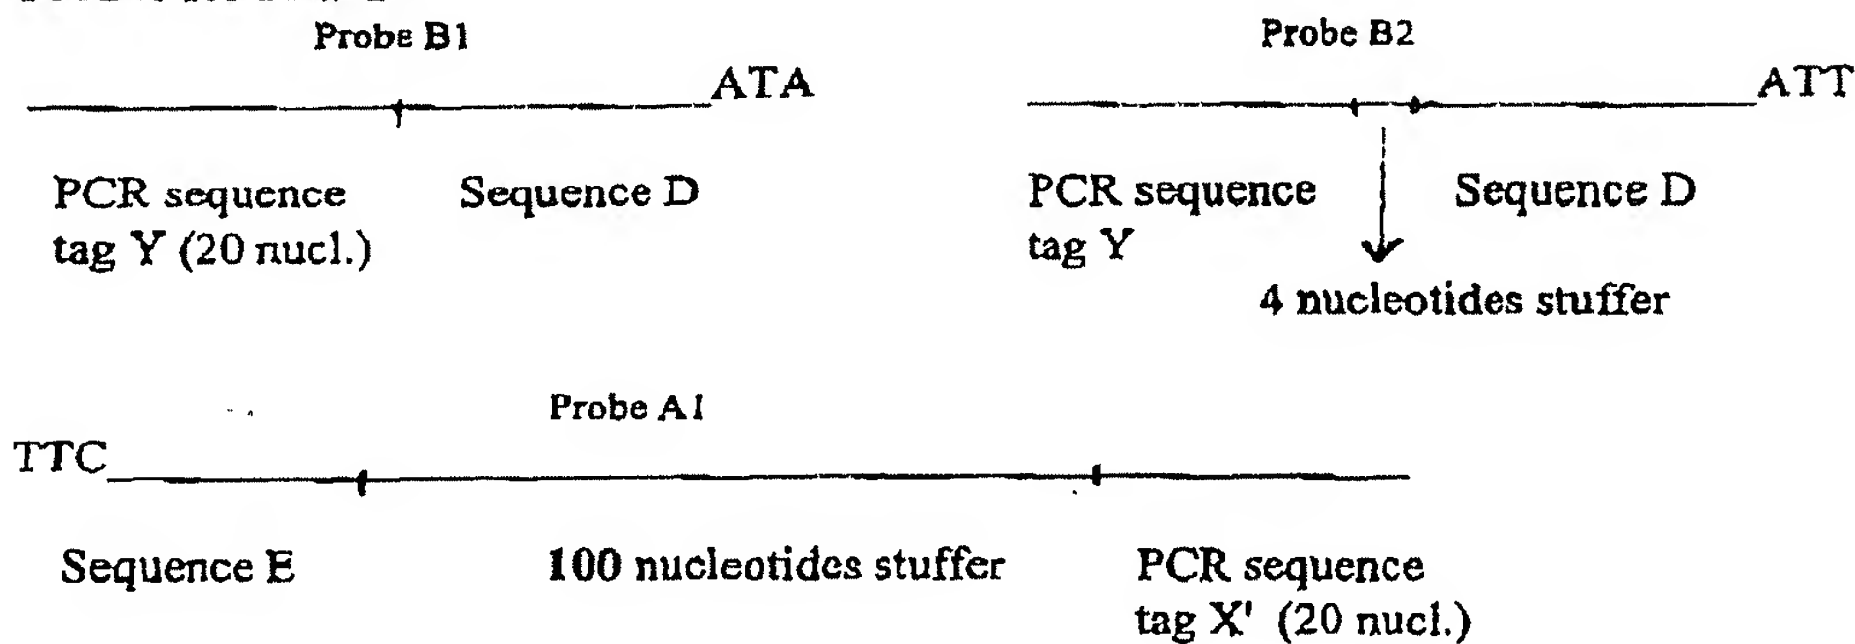 Probe B1
Probe B2
ATA
ATT
PCR sequence
tag Y (20 nucl.)
Sequence D
PCR sequence
tag Y
Sequence D
4 nucleotides stuffer
Probe A1
TTC
Sequence E
100 nucleotides stuffer
PCR sequence
tag X' (20 nucl.)